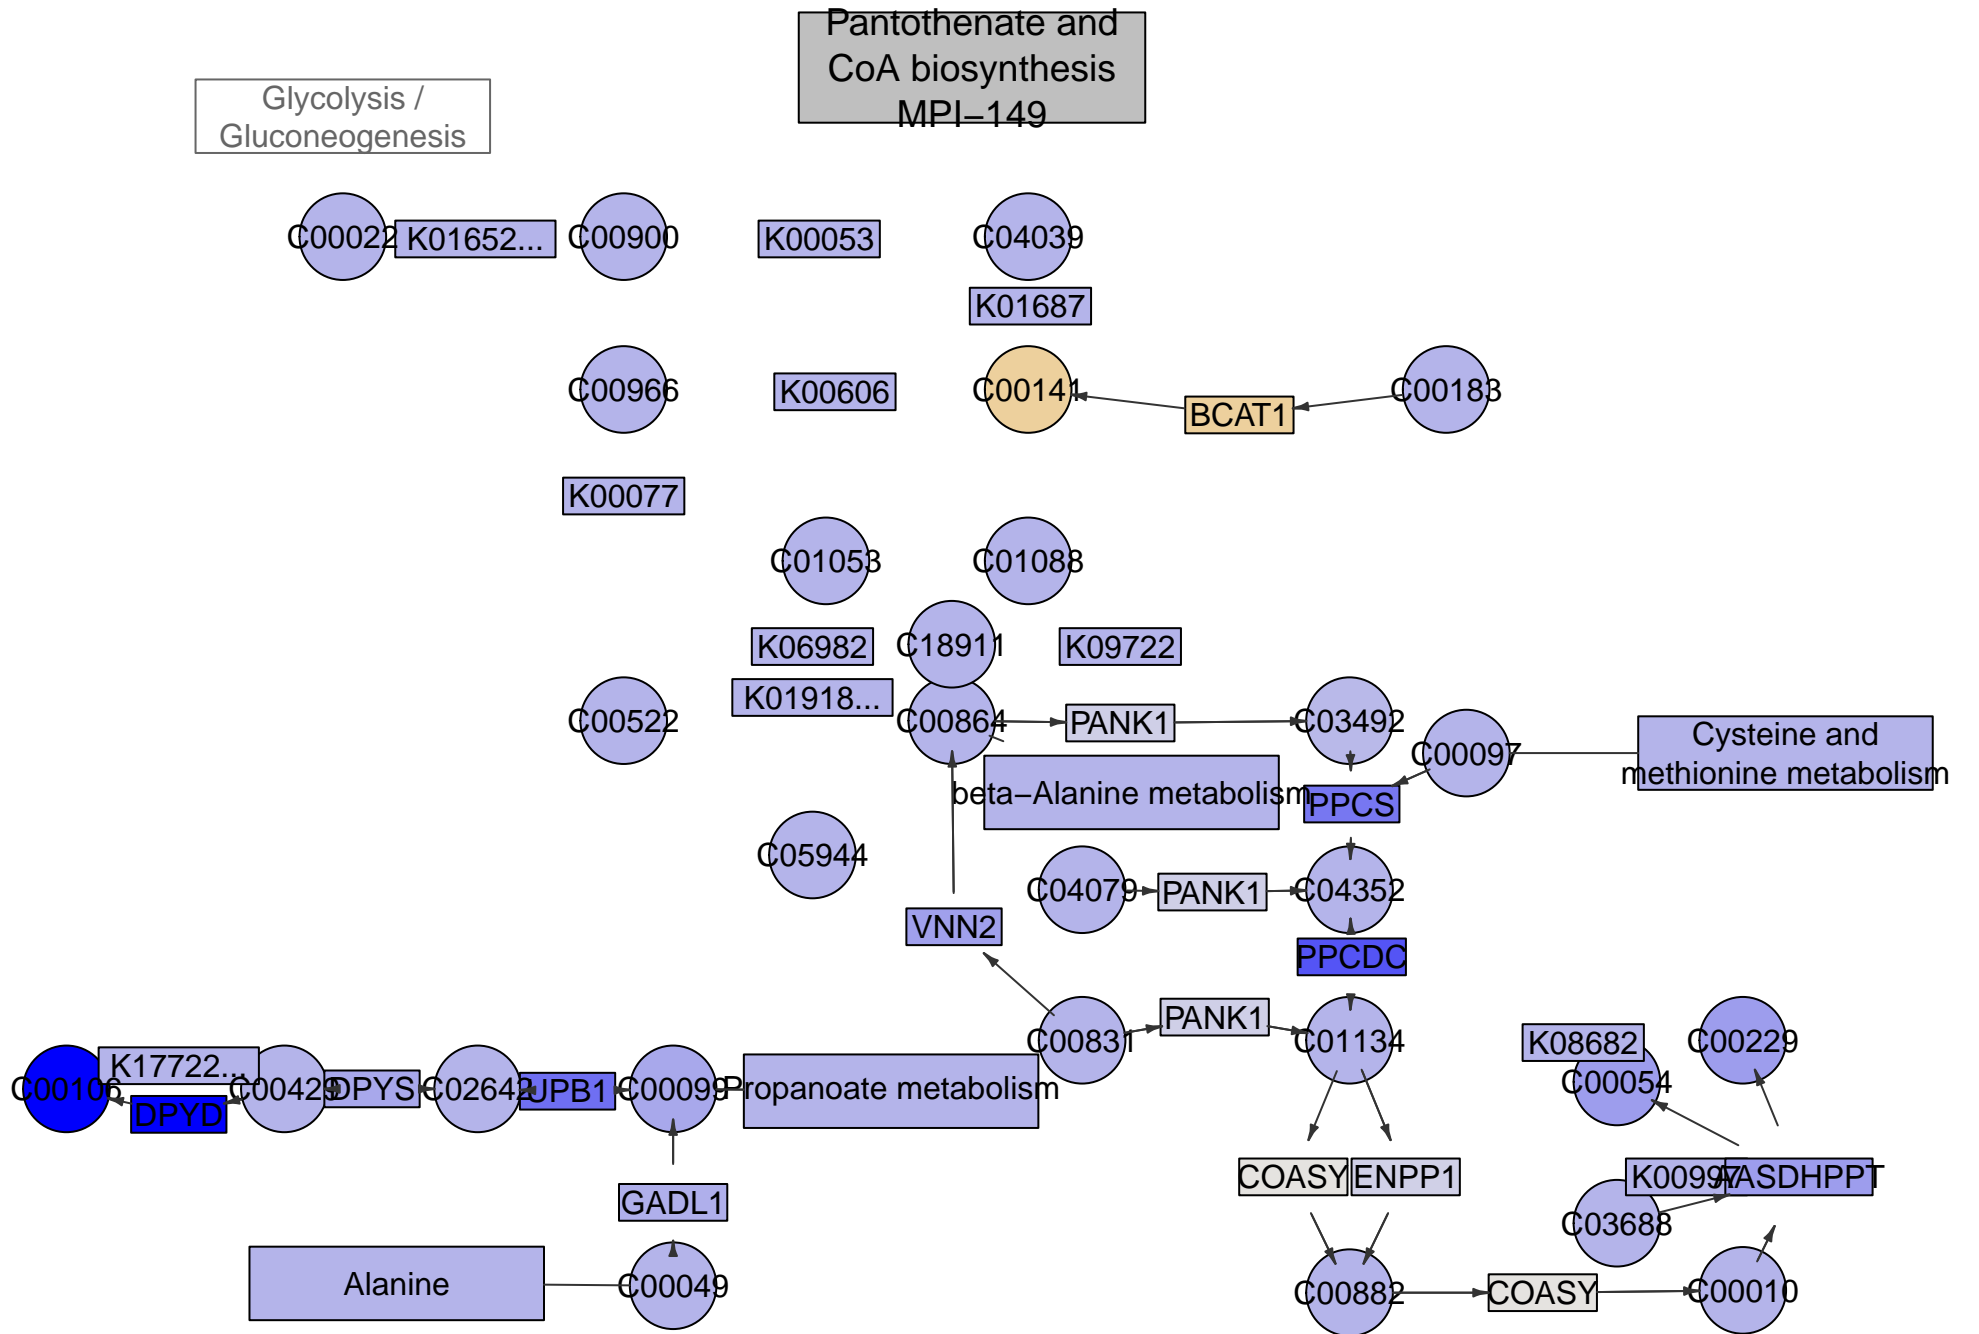 Pantothenate and
CoA biosynthesis
MPI−149
Glycolysis /
Gluconeogenesis
C00022
K01652...
C00900
K00053
C04039
K01687
C00966
K00606
C00141
BCAT1
C00183
K00077
C01053
C01088
K06982
C18911
K09722
K01918...
C00522
C00864
PANK1
C03492
C00097
Cysteine and
methionine metabolism
beta−Alanine metabolism
PPCS
C05944
C04079
PANK1
C04352
VNN2
PPCDC
C00831
PANK1
C01134
K08682
C00229
C00054
K17722...
C00106
DPYD
C00429
DPYS
C02642
UPB1
C00099
Propanoate metabolism
COASY
ENPP1
K00997
AASDHPPT
GADL1
C03688
Alanine
C00049
C00882
COASY
C00010